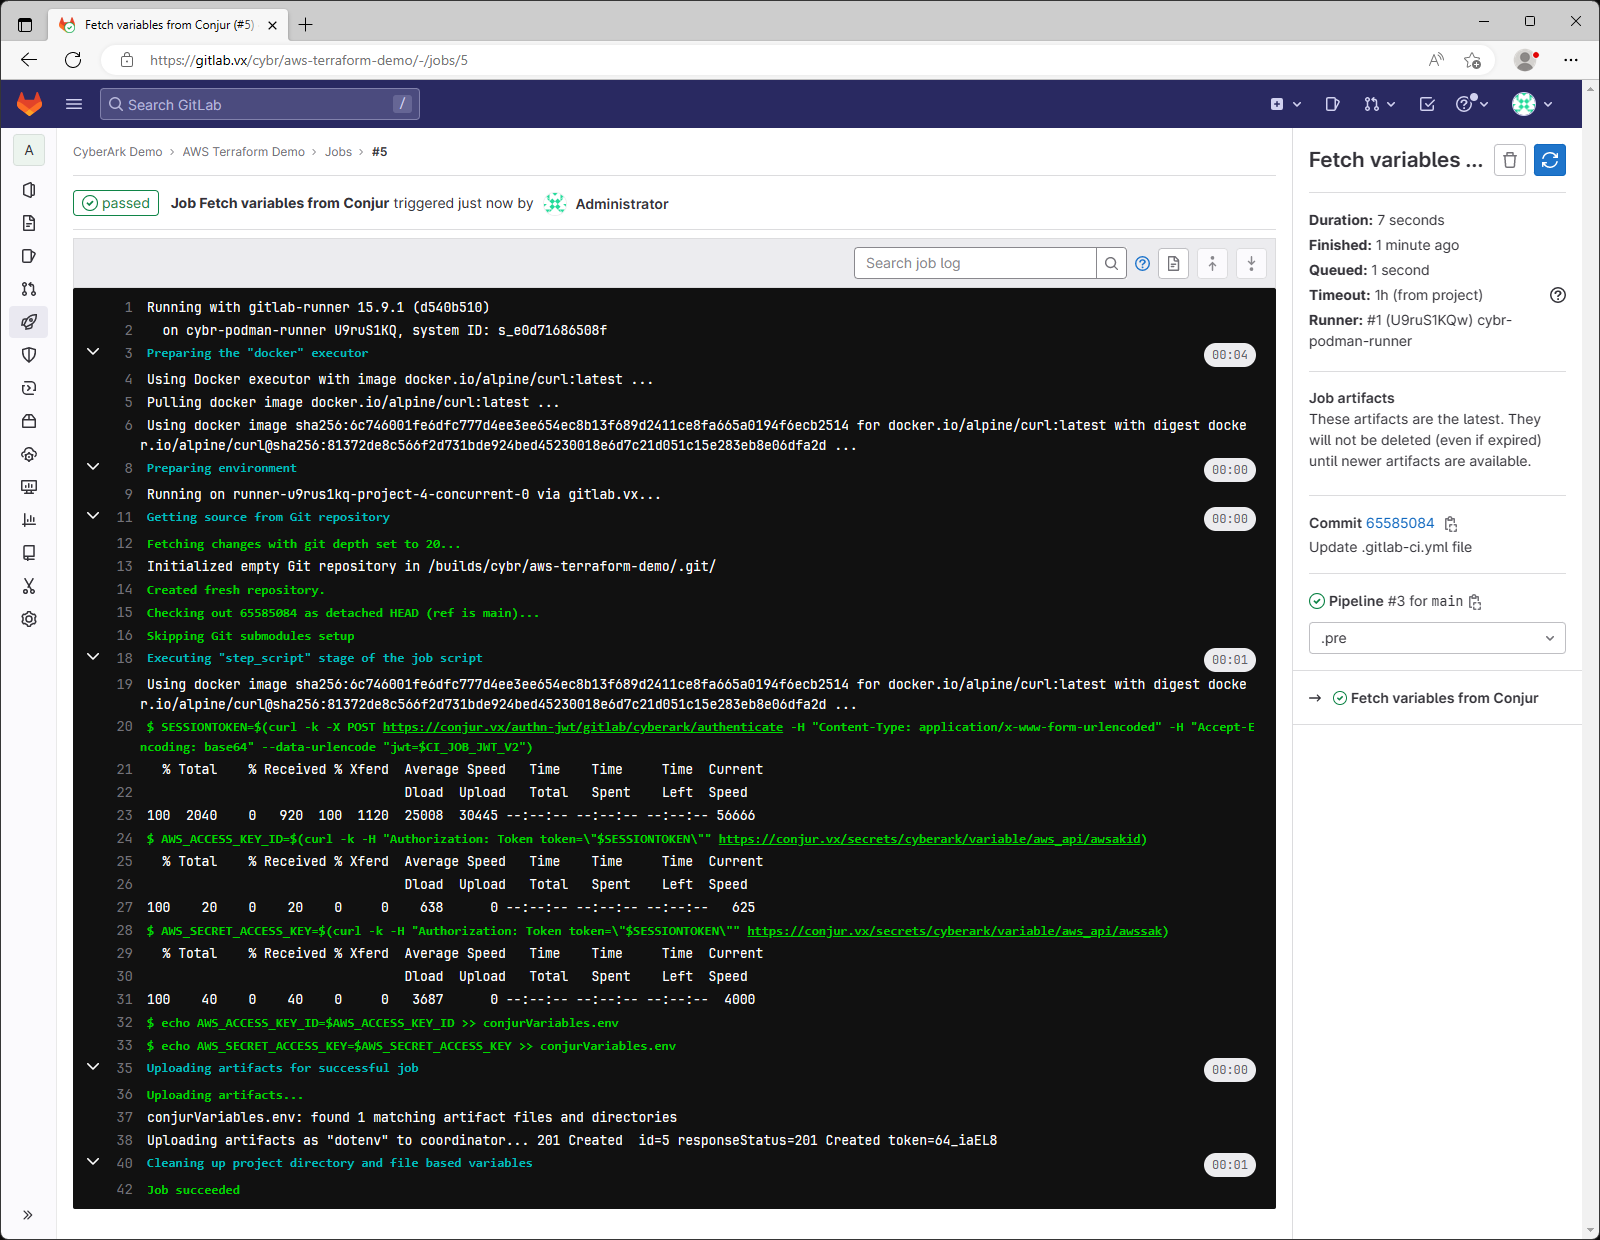 Fetch variables from Conjur (#5)
https://gitlab.vx/cybr/aws-terraform-demo/-/jobs/5
Search GitLab /
A
CyberArk Demo › AWS Terraform Demo › Jobs › #5
passed Job Fetch variables from Conjur triggered just now by Administrator
Search job log
1 Running with gitlab-runner 15.9.1 (d540b510)
2 on cybr-podman-runner U9ruS1KQ, system ID: s_e0d71686508f
3 Preparing the "docker" executor 00:04
4 Using Docker executor with image docker.io/alpine/curl:latest ...
5 Pulling docker image docker.io/alpine/curl:latest ...
6 Using docker image sha256:6c746001fe6dfc777d4ee3ee654ec8b13f689d2411ce8fa665a0194f6ecb2514 for docker.io/alpine/curl:latest with digest docke
r.io/alpine/curl@sha256:81372de8c566f2d731bde924bed45230018e6d7c21d051c15e283eb8e06dfa2d ...
8 Preparing environment 00:00
9 Running on runner-u9rus1kq-project-4-concurrent-0 via gitlab.vx...
11 Getting source from Git repository 00:00
12 Fetching changes with git depth set to 20...
13 Initialized empty Git repository in /builds/cybr/aws-terraform-demo/.git/
14 Created fresh repository.
15 Checking out 65585084 as detached HEAD (ref is main)...
16 Skipping Git submodules setup
18 Executing "step_script" stage of the job script 00:01
19 Using docker image sha256:6c746001fe6dfc777d4ee3ee654ec8b13f689d2411ce8fa665a0194f6ecb2514 for docker.io/alpine/curl:latest with digest docke
r.io/alpine/curl@sha256:81372de8c566f2d731bde924bed45230018e6d7c21d051c15e283eb8e06dfa2d ...
20 $ SESSIONTOKEN=$(curl -k -X POST https://conjur.vx/authn-jwt/gitlab/cyberark/authenticate -H "Content-Type: application/x-www-form-urlencoded" -H "Accept-E
ncoding: base64" --data-urlencode "jwt=$CI_JOB_JWT_V2")
21 % Total % Received % Xferd Average Speed Time Time Time Current
22 Dload Upload Total Spent Left Speed
23 100 2040 0 920 100 1120 25008 30445 --:--:-- --:--:-- --:--:-- 56666
24 $ AWS_ACCESS_KEY_ID=$(curl -k -H "Authorization: Token token=\"$SESSIONTOKEN\"" https://conjur.vx/secrets/cyberark/variable/aws_api/awsakid)
25 % Total % Received % Xferd Average Speed Time Time Time Current
26 Dload Upload Total Spent Left Speed
27 100 20 0 20 0 0 638 0 --:--:-- --:--:-- --:--:-- 625
28 $ AWS_SECRET_ACCESS_KEY=$(curl -k -H "Authorization: Token token=\"$SESSIONTOKEN\"" https://conjur.vx/secrets/cyberark/variable/aws_api/awssak)
29 % Total % Received % Xferd Average Speed Time Time Time Current
30 Dload Upload Total Spent Left Speed
31 100 40 0 40 0 0 3687 0 --:--:-- --:--:-- --:--:-- 4000
32 $ echo AWS_ACCESS_KEY_ID=$AWS_ACCESS_KEY_ID >> conjurVariables.env
33 $ echo AWS_SECRET_ACCESS_KEY=$AWS_SECRET_ACCESS_KEY >> conjurVariables.env
35 Uploading artifacts for successful job 00:00
36 Uploading artifacts...
37 conjurVariables.env: found 1 matching artifact files and directories
38 Uploading artifacts as "dotenv" to coordinator... 201 Created id=5 responseStatus=201 Created token=64_iaEL8
40 Cleaning up project directory and file based variables 00:01
42 Job succeeded
Fetch variables ...
Duration: 7 seconds
Finished: 1 minute ago
Queued: 1 second
Timeout: 1h (from project)
Runner: #1 (U9ruS1KQw) cybr-
podman-runner
Job artifacts
These artifacts are the latest. They
will not be deleted (even if expired)
until newer artifacts are available.
Commit 65585084
Update .gitlab-ci.yml file
Pipeline #3 for main
.pre
→ Fetch variables from Conjur